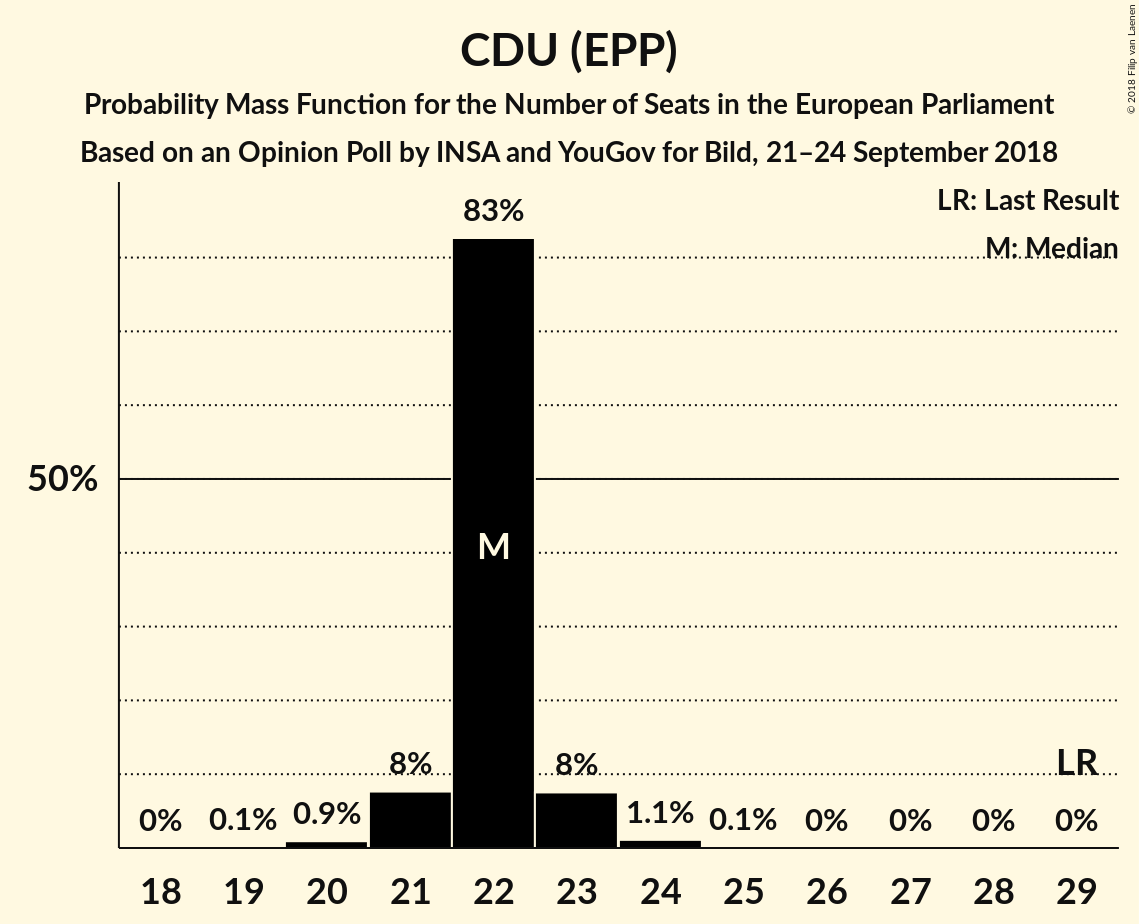 © 2018 Filip van Laenen
CDU (EPP)
Probability Mass Function for the Number of Seats in the European Parliament
Based on an Opinion Poll by INSA and YouGov for Bild, 21–24 September 2018
LR: Last Result
M: Median
83%
50%
M
8%
8%
LR
0%
0.1%
0.9%
1.1%
0.1%
0%
0%
0%
0%
18 19 20 21 22 23 24 25 26 27 28 29